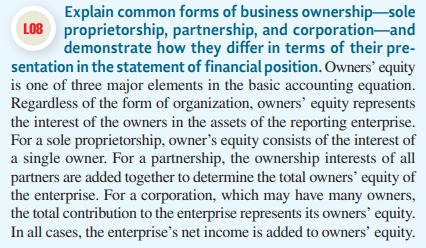 LO8
Explain common forms of business ownership—sole
proprietorship, partnership, and corporation—and
demonstrate how they differ in terms of their pre-
sentation in the statement of financial position. Owners' equity
is one of three major elements in the basic accounting equation.
Regardless of the form of organization, owners' equity represents
the interest of the owners in the assets of the reporting enterprise.
For a sole proprietorship, owner's equity consists of the interest of
a single owner. For a partnership, the ownership interests of all
partners are added together to determine the total owners' equity of
the enterprise. For a corporation, which may have many owners,
the total contribution to the enterprise represents its owners' equity.
In all cases, the enterprise's net income is added to owners' equity.